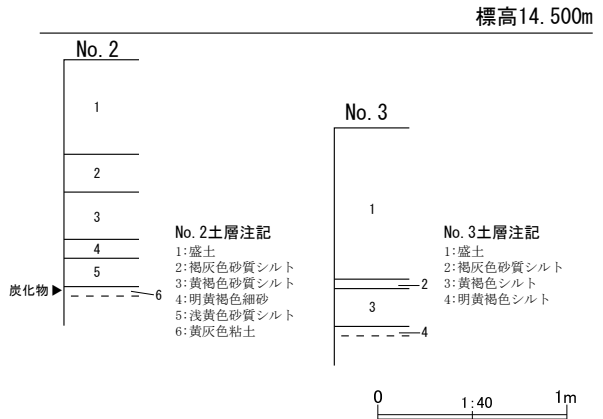 標高14.500m
No. 2
1
2
3
4
5
炭化物
6
No. 2土層注記
1:盛土
2:褐灰色砂質シルト
3:黄褐色砂質シルト
4:明黄褐色細砂
5:浅黄色砂質シルト
6:黄灰色粘土
No. 3
1
2
3
4
No. 3土層注記
1:盛土
2:褐灰色砂質シルト
3:黄褐色シルト
4:明黄褐色シルト
0 1:40 1m